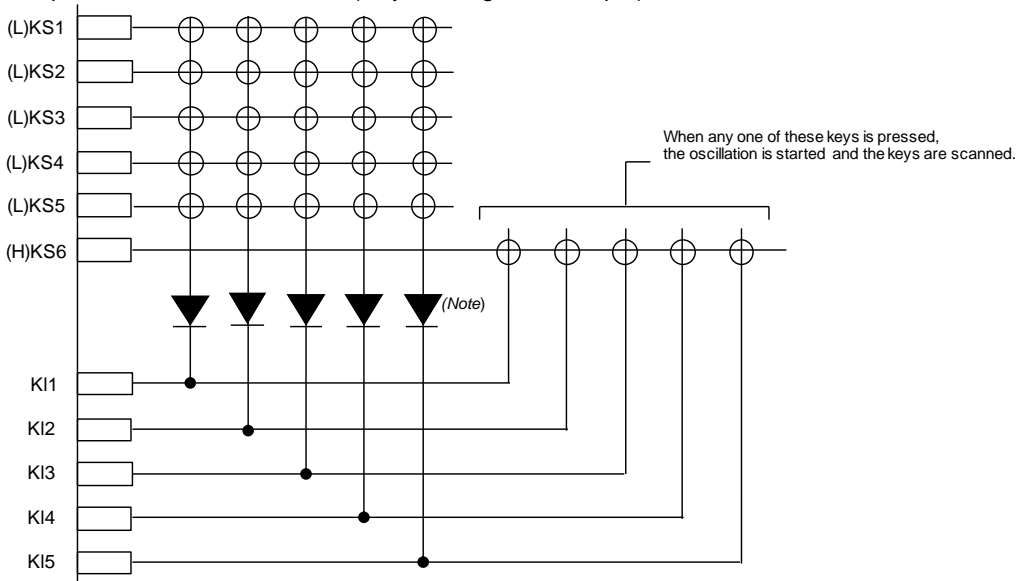 (L)KS1
(L)KS2
(L)KS3
(L)KS4
(L)KS5
(H)KS6
When any one of these keys is pressed,
the oscillation is started and the keys are scanned.
(Note)
KI1
KI2
KI3
KI4
KI5